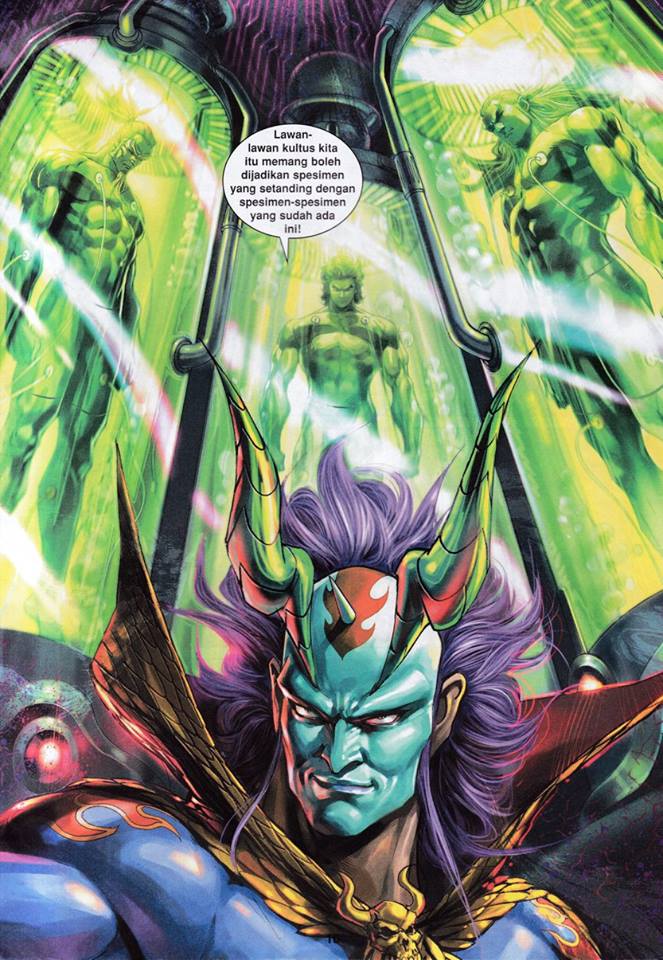 Lawan-
lawan kultus kita
itu memang boleh
dijadikan spesimen
yang setanding dengan
spesimen-spesimen
yang sudah ada
ini!